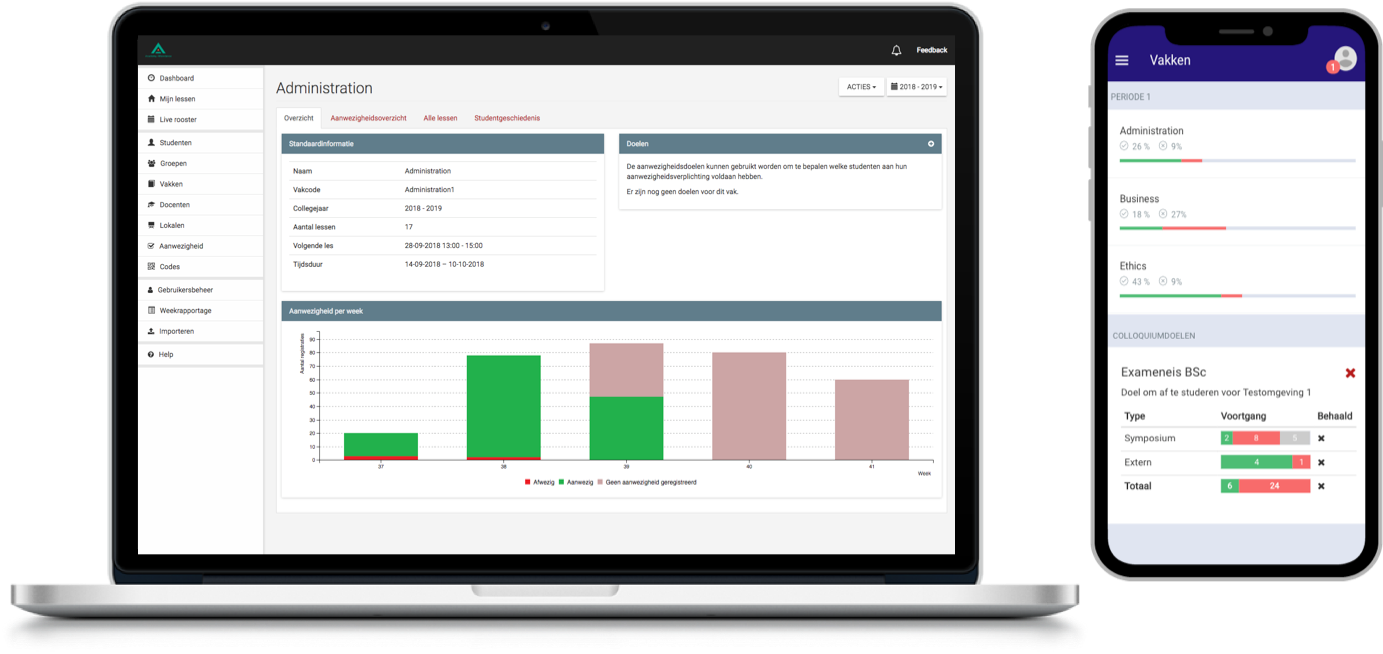 Feedback
Dashboard
Mijn lessen
Live rooster
Studenten
Groepen
Vakken
Docenten
Lokalen
Aanwezigheid
Codes
Gebruikersbeheer
Weekrapportage
Importeren
Help
Administration
ACTIES
2018 - 2019
Overzicht Aanwezigheidsoverzicht Alle lessen Studentgeschiedenis
Standaardinformatie
Naam Administration
Vakcode Administration1
Collegejaar 2018 - 2019
Aantal lessen 17
Volgende les 28-09-2018 13:00 - 15:00
Tijdsduur 14-09-2018 – 10-10-2018
Doelen
De aanwezigheidsdoelen kunnen gebruikt worden om te bepalen welke studenten aan hun
aanwezigheidsverplichting voldaan hebben.
Er zijn nog geen doelen voor dit vak.
Aanwezigheid per week
Aantal registraties
90
80
70
60
50
40
30
20
10
0
37 38 39 40 41
Week
Afwezig Aanwezig Geen aanwezigheid geregistreerd
Vakken
1
PERIODE 1
Administration
26 % 9%
Business
18 % 27%
Ethics
43 % 9%
COLLOQUIUMDOELEN
Exameneis BSc
Doel om af te studeren voor Testomgeving 1
Type Voortgang Behaald
Symposium 2 8 5
Extern 4 1
Totaal 6 24